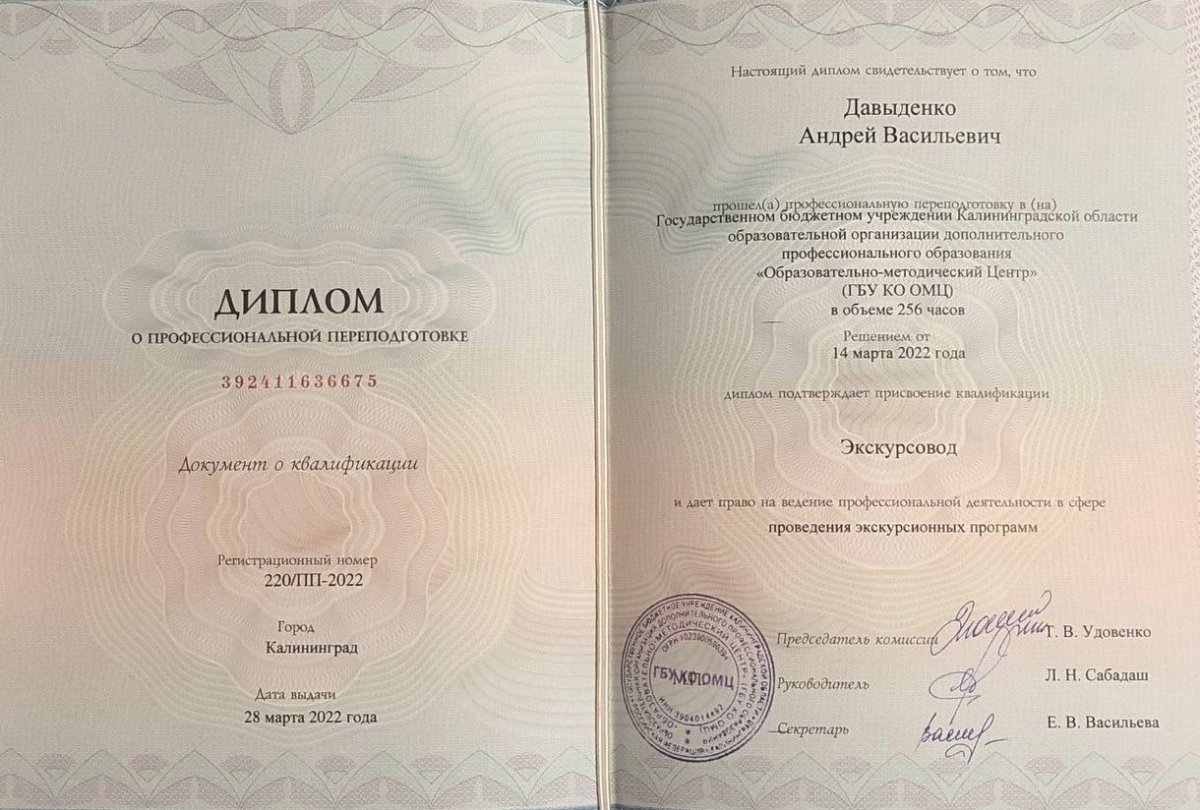 ДИПЛОМ
О ПРОФЕССИОНАЛЬНОЙ ПЕРЕПОДГОТОВКЕ
392411636675
Документ о квалификации
Регистрационный номер
220/ПП-2022
Город
Калининград
Дата выдачи
28 марта 2022 года
Настоящий диплом свидетельствует о том, что
Давыденко
Андрей Васильевич
прошел(а) профессиональную переподготовку в (на)
Государственном бюджетном учреждении Калининградской области
образовательной организации дополнительного
профессионального образования
«Образовательно-методический Центр»
(ГБУ КО ОМЦ)
в объеме 256 часов
Решением от
14 марта 2022 года
диплом подтверждает присвоение квалификации
Экскурсовод
и дает право на ведение профессиональной деятельности в сфере
проведения экскурсионных программ
Председатель комиссии Т. В. Удовенко
Руководитель Л. Н. Сабадаш
Секретарь Е. В. Васильева
ГБУ КО ОМЦ
М.П.